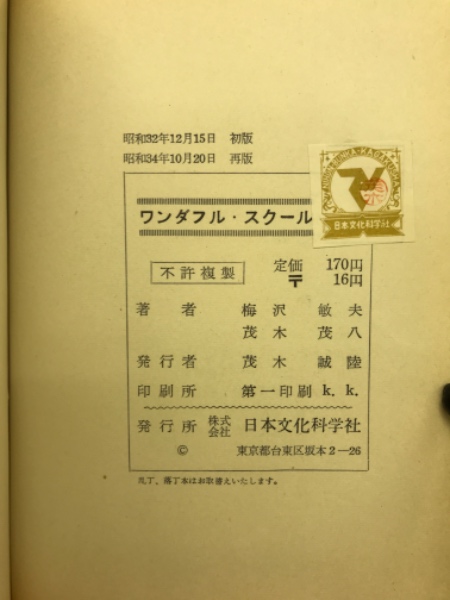 昭和32年12月15日 初版
昭和34年10月20日 再版
ワンダフル・スクール
日本文化科学社
不許複製
定価 170円
〒 16円
著者 梅沢敏夫
茂木茂八
発行者 茂木誠陸
印刷所 第一印刷 k. k.
発行所 株式会社 日本文化科学社
© 東京都台東区坂本2-26
乱丁、落丁本はお取替えいたします。